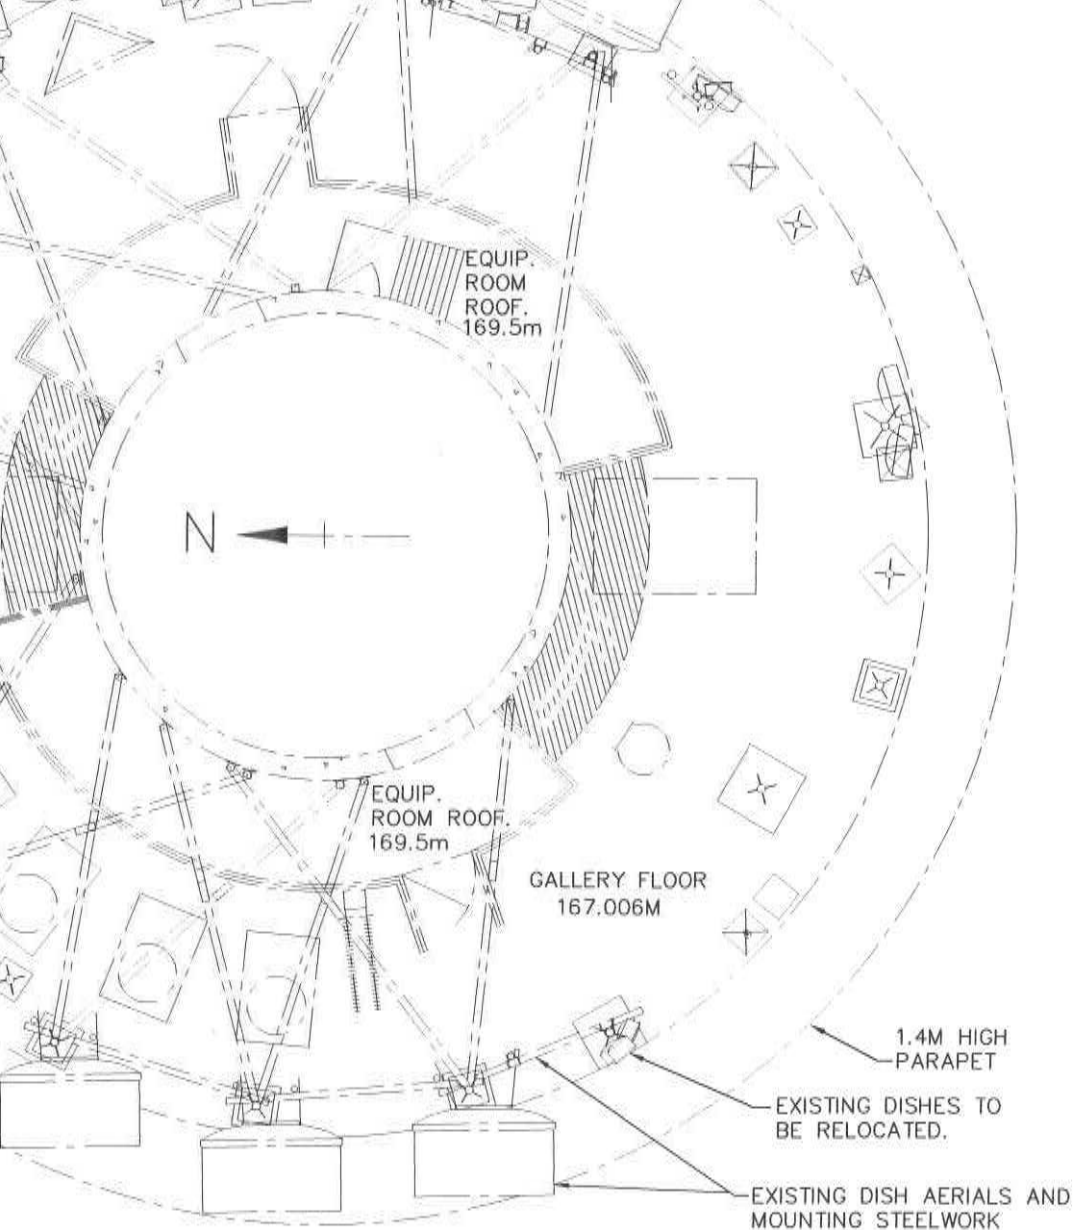 EQUIP.
ROOM
ROOF.
169.5m
N
EQUIP.
ROOM ROOF.
169.5m
GALLERY FLOOR
167.006M
1.4M HIGH
PARAPET
EXISTING DISHES TO
BE RELOCATED.
EXISTING DISH AERIALS AND
MOUNTING STEELWORK